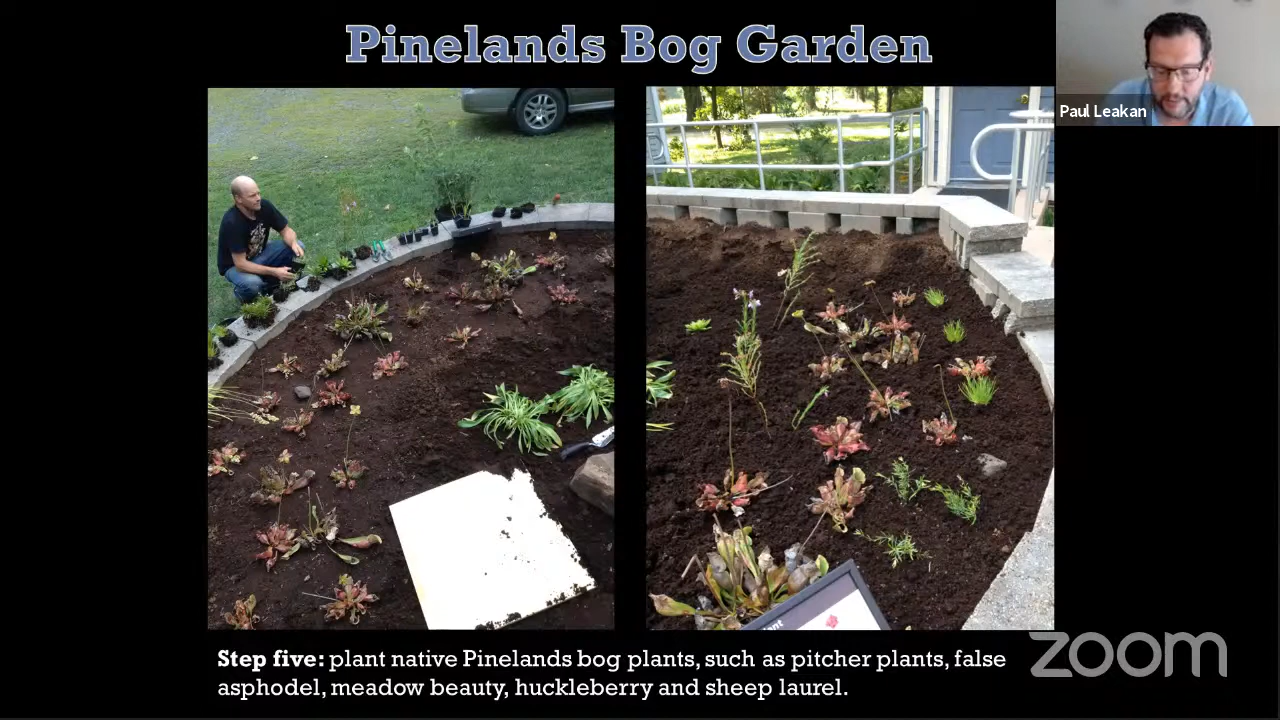 Pinelands Bog Garden
Paul Leakan
Step five: plant native Pinelands bog plants, such as pitcher plants, false
asphodel, meadow beauty, huckleberry and sheep laurel.
zoom